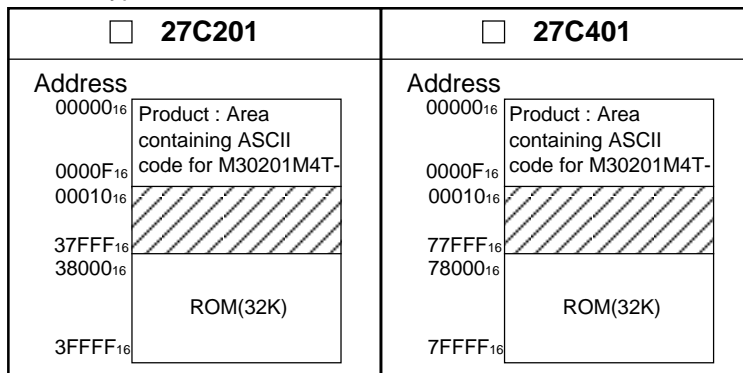 □ 27C201
Address
00000₁₆
Product : Area
containing ASCII
code for M30201M4T-
0000F₁₆
00010₁₆
37FFF₁₆
38000₁₆
ROM(32K)
3FFFF₁₆
□ 27C401
Address
00000₁₆
Product : Area
containing ASCII
code for M30201M4T-
0000F₁₆
00010₁₆
77FFF₁₆
78000₁₆
ROM(32K)
7FFFF₁₆